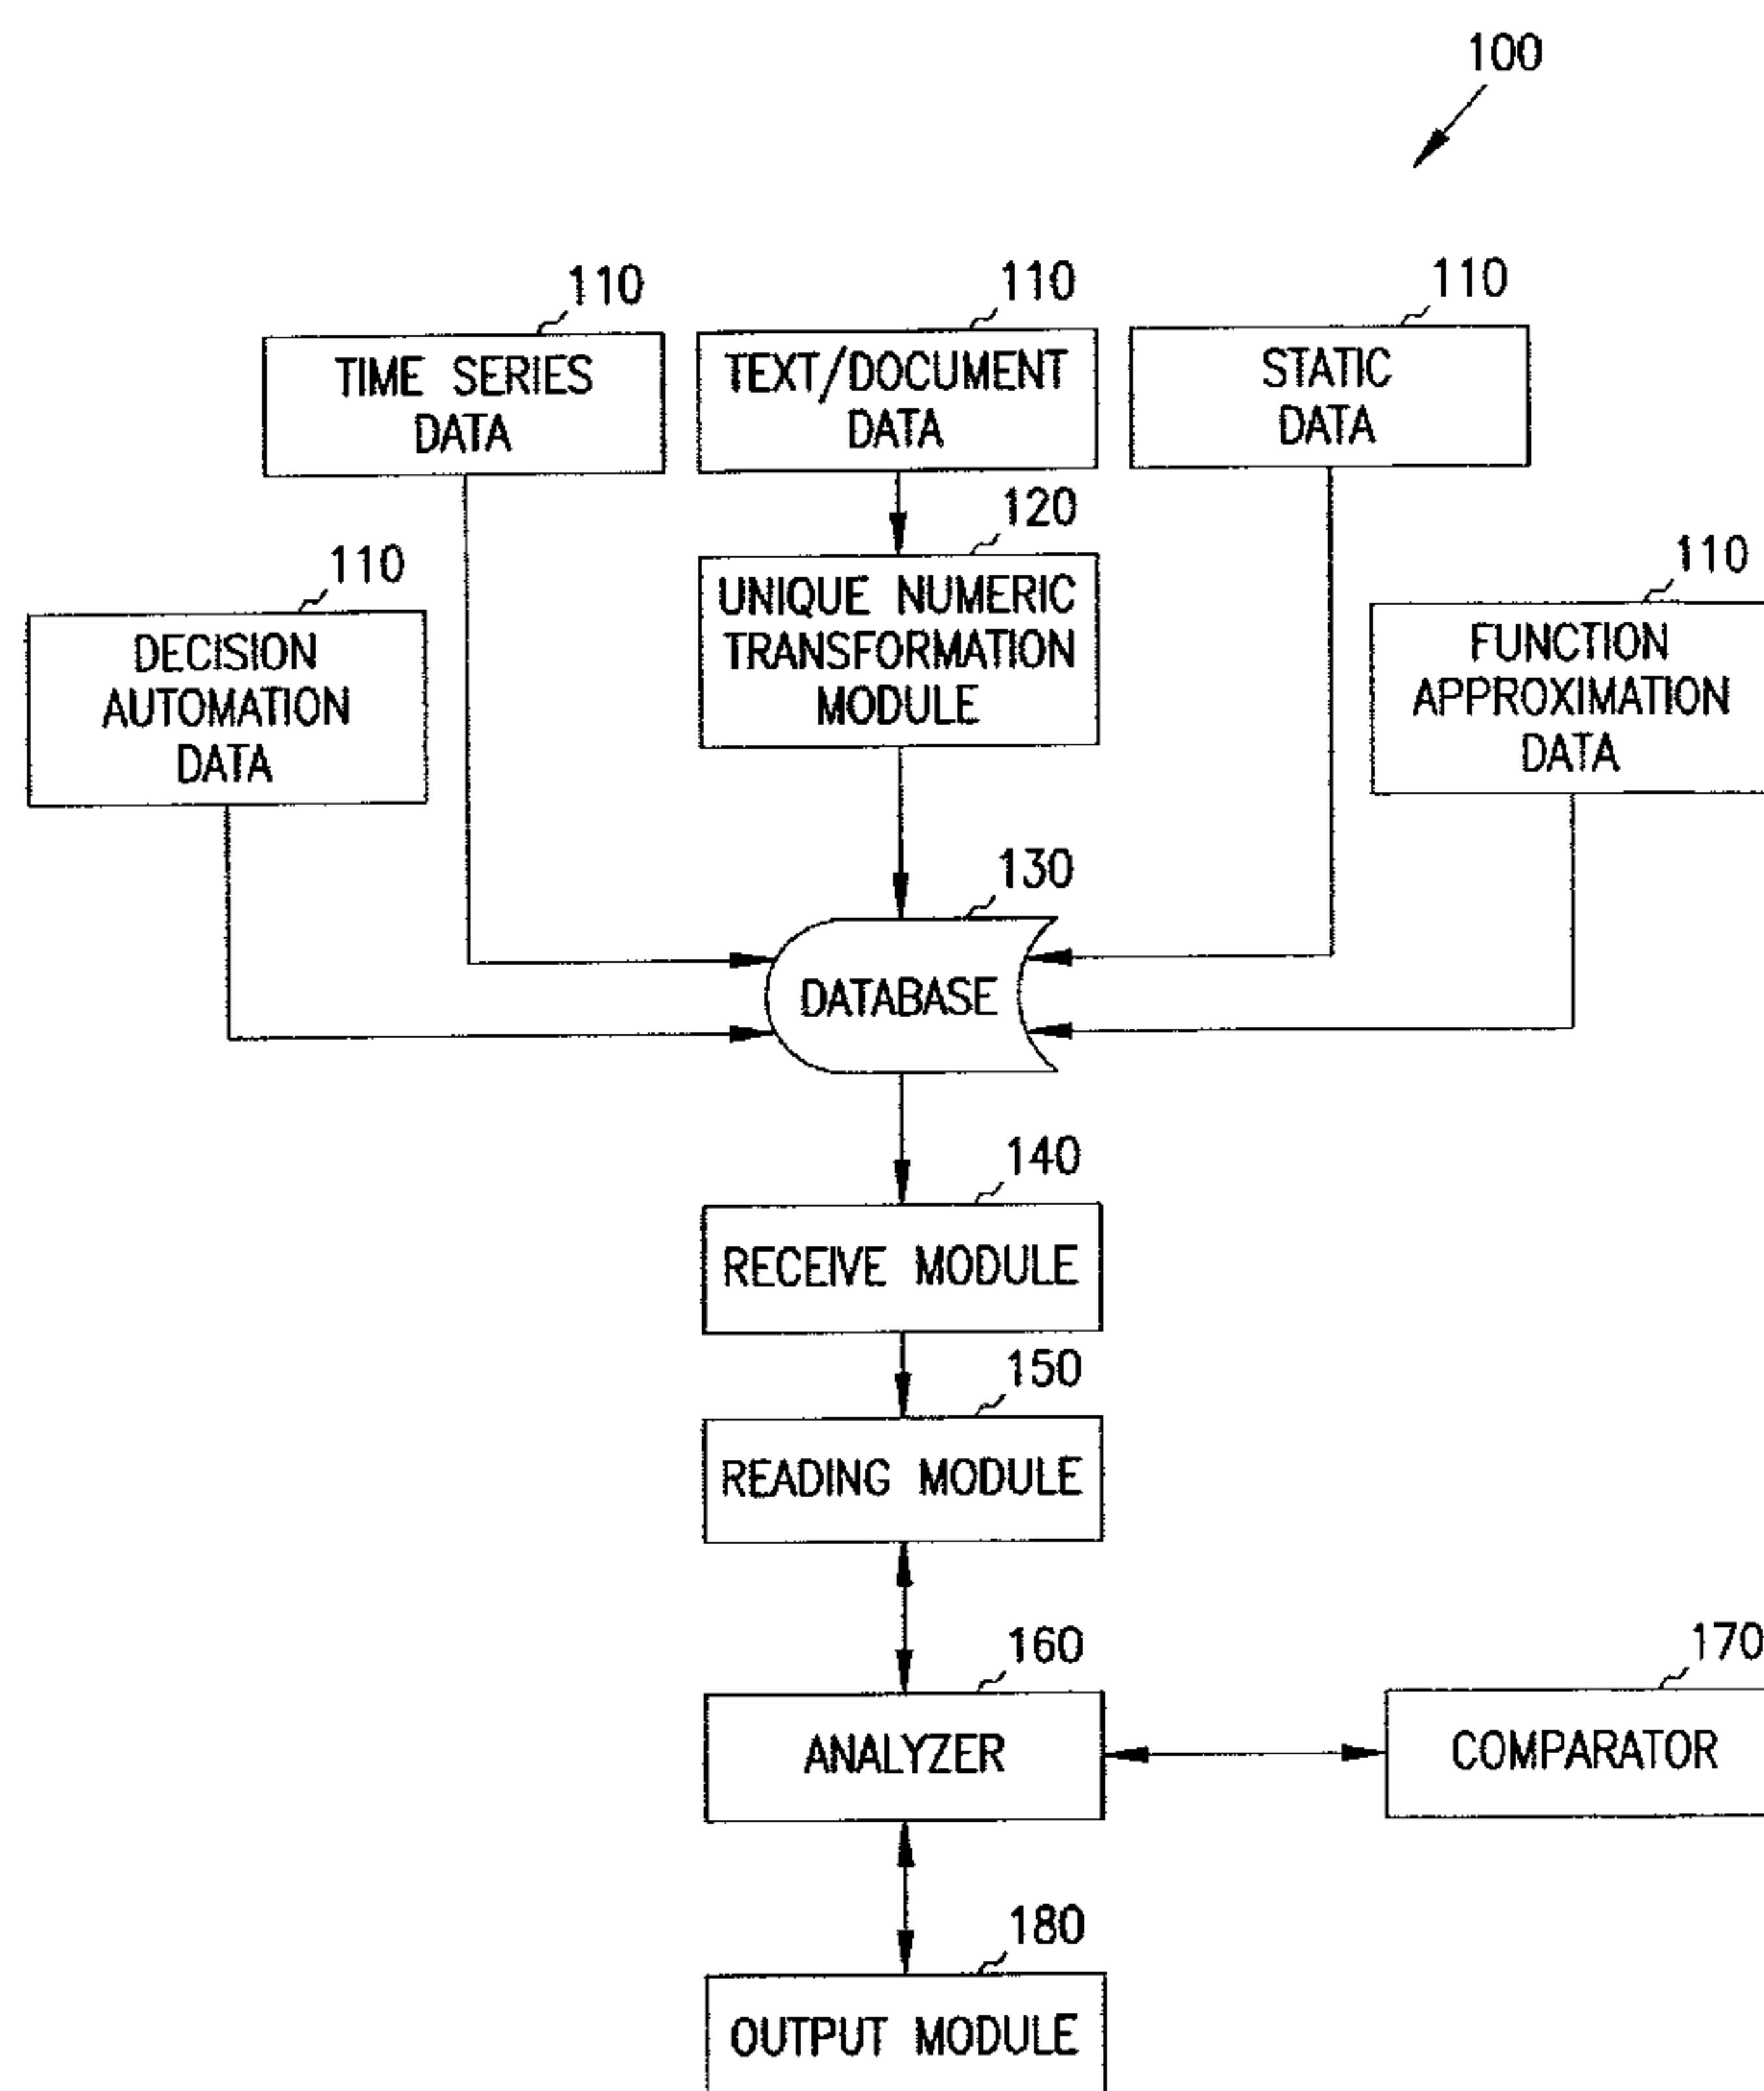 100
110
TIME SERIES
DATA
110
TEXT/DOCUMENT
DATA
110
STATIC
DATA
110
DECISION
AUTOMATION
DATA
120
UNIQUE NUMERIC
TRANSFORMATION
MODULE
110
FUNCTION
APPROXIMATION
DATA
130
DATABASE
140
RECEIVE MODULE
150
READING MODULE
160
ANALYZER
170
COMPARATOR
180
OUTPUT MODULE